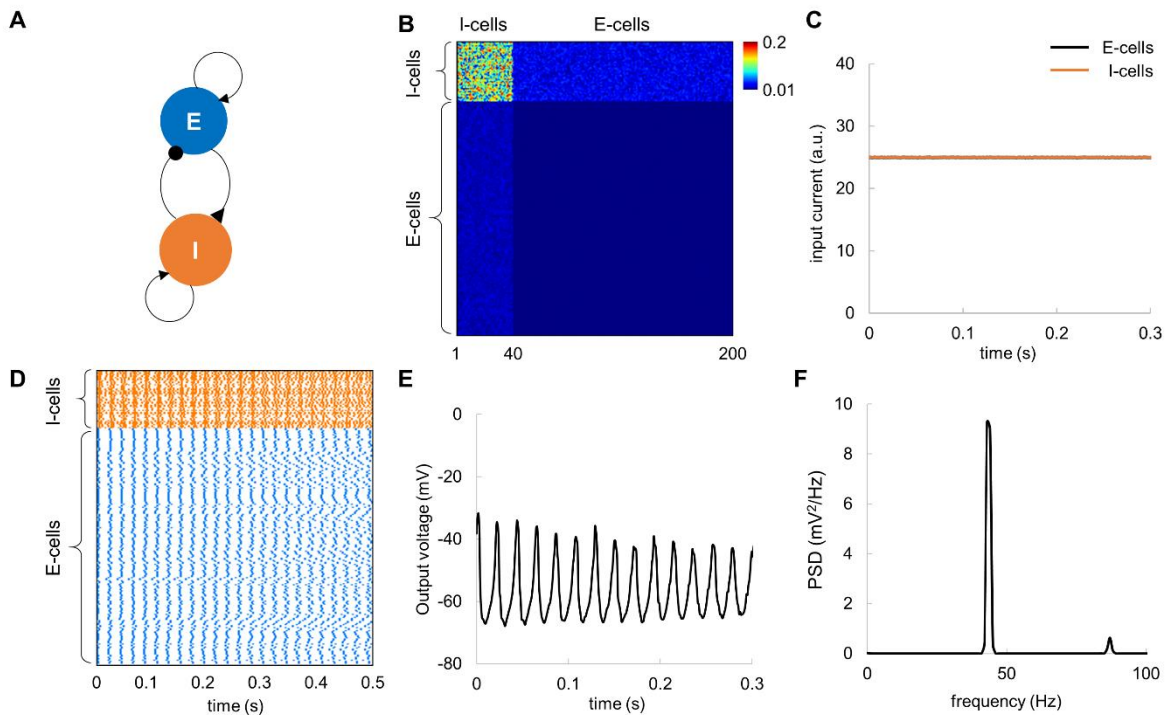 A
E
I
B
I-cells
E-cells
I-cells
E-cells
0.2
0.01
1
40
200
C
E-cells
I-cells
input current (a.u.)
40
30
20
10
0
0
0.1
0.2
0.3
time (s)
D
I-cells
E-cells
0
0.1
0.2
0.3
0.4
0.5
time (s)
E
Output voltage (mV)
0
-20
-40
-60
-80
0
0.1
0.2
0.3
time (s)
F
PSD (mV²/Hz)
10
8
6
4
2
0
0
50
100
frequency (Hz)